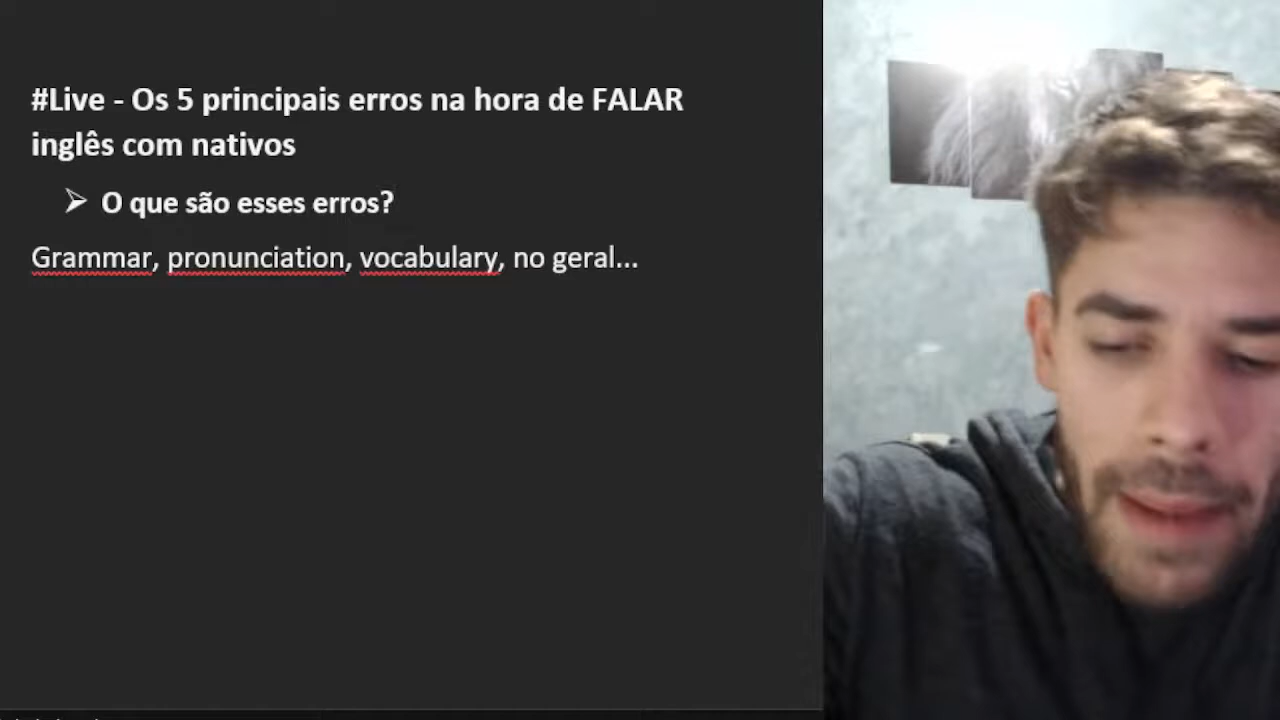 #Live - Os 5 principais erros na hora de FALAR
inglês com nativos
➢ O que são esses erros?
Grammar, pronunciation, vocabulary, no geral...